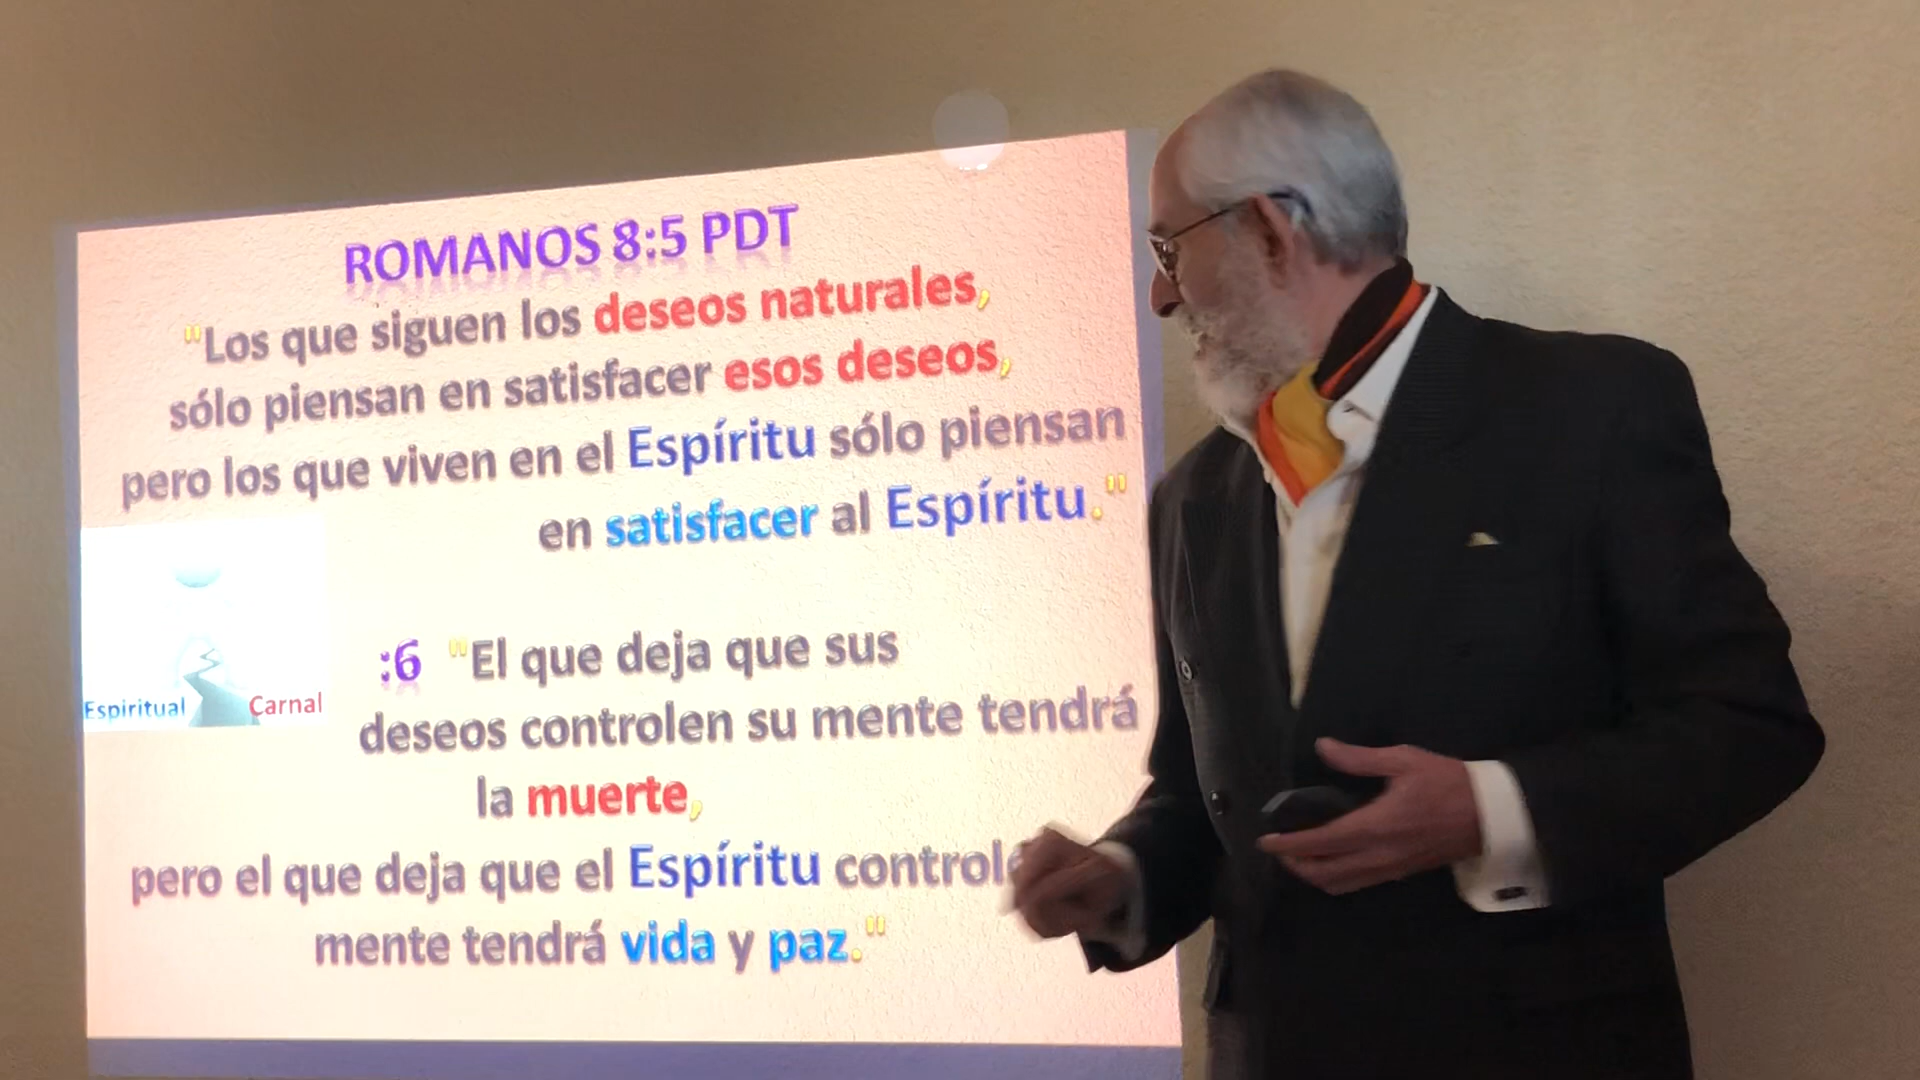 ROMANOS 8:5 PDT
"Los que siguen los deseos naturales,
sólo piensan en satisfacer esos deseos,
pero los que viven en el Espíritu sólo piensan
en satisfacer al Espíritu."
Espiritual Carnal
:6 "El que deja que sus
deseos controlen su mente tendrá
la muerte,
pero el que deja que el Espíritu
mente tendrá vida y paz."